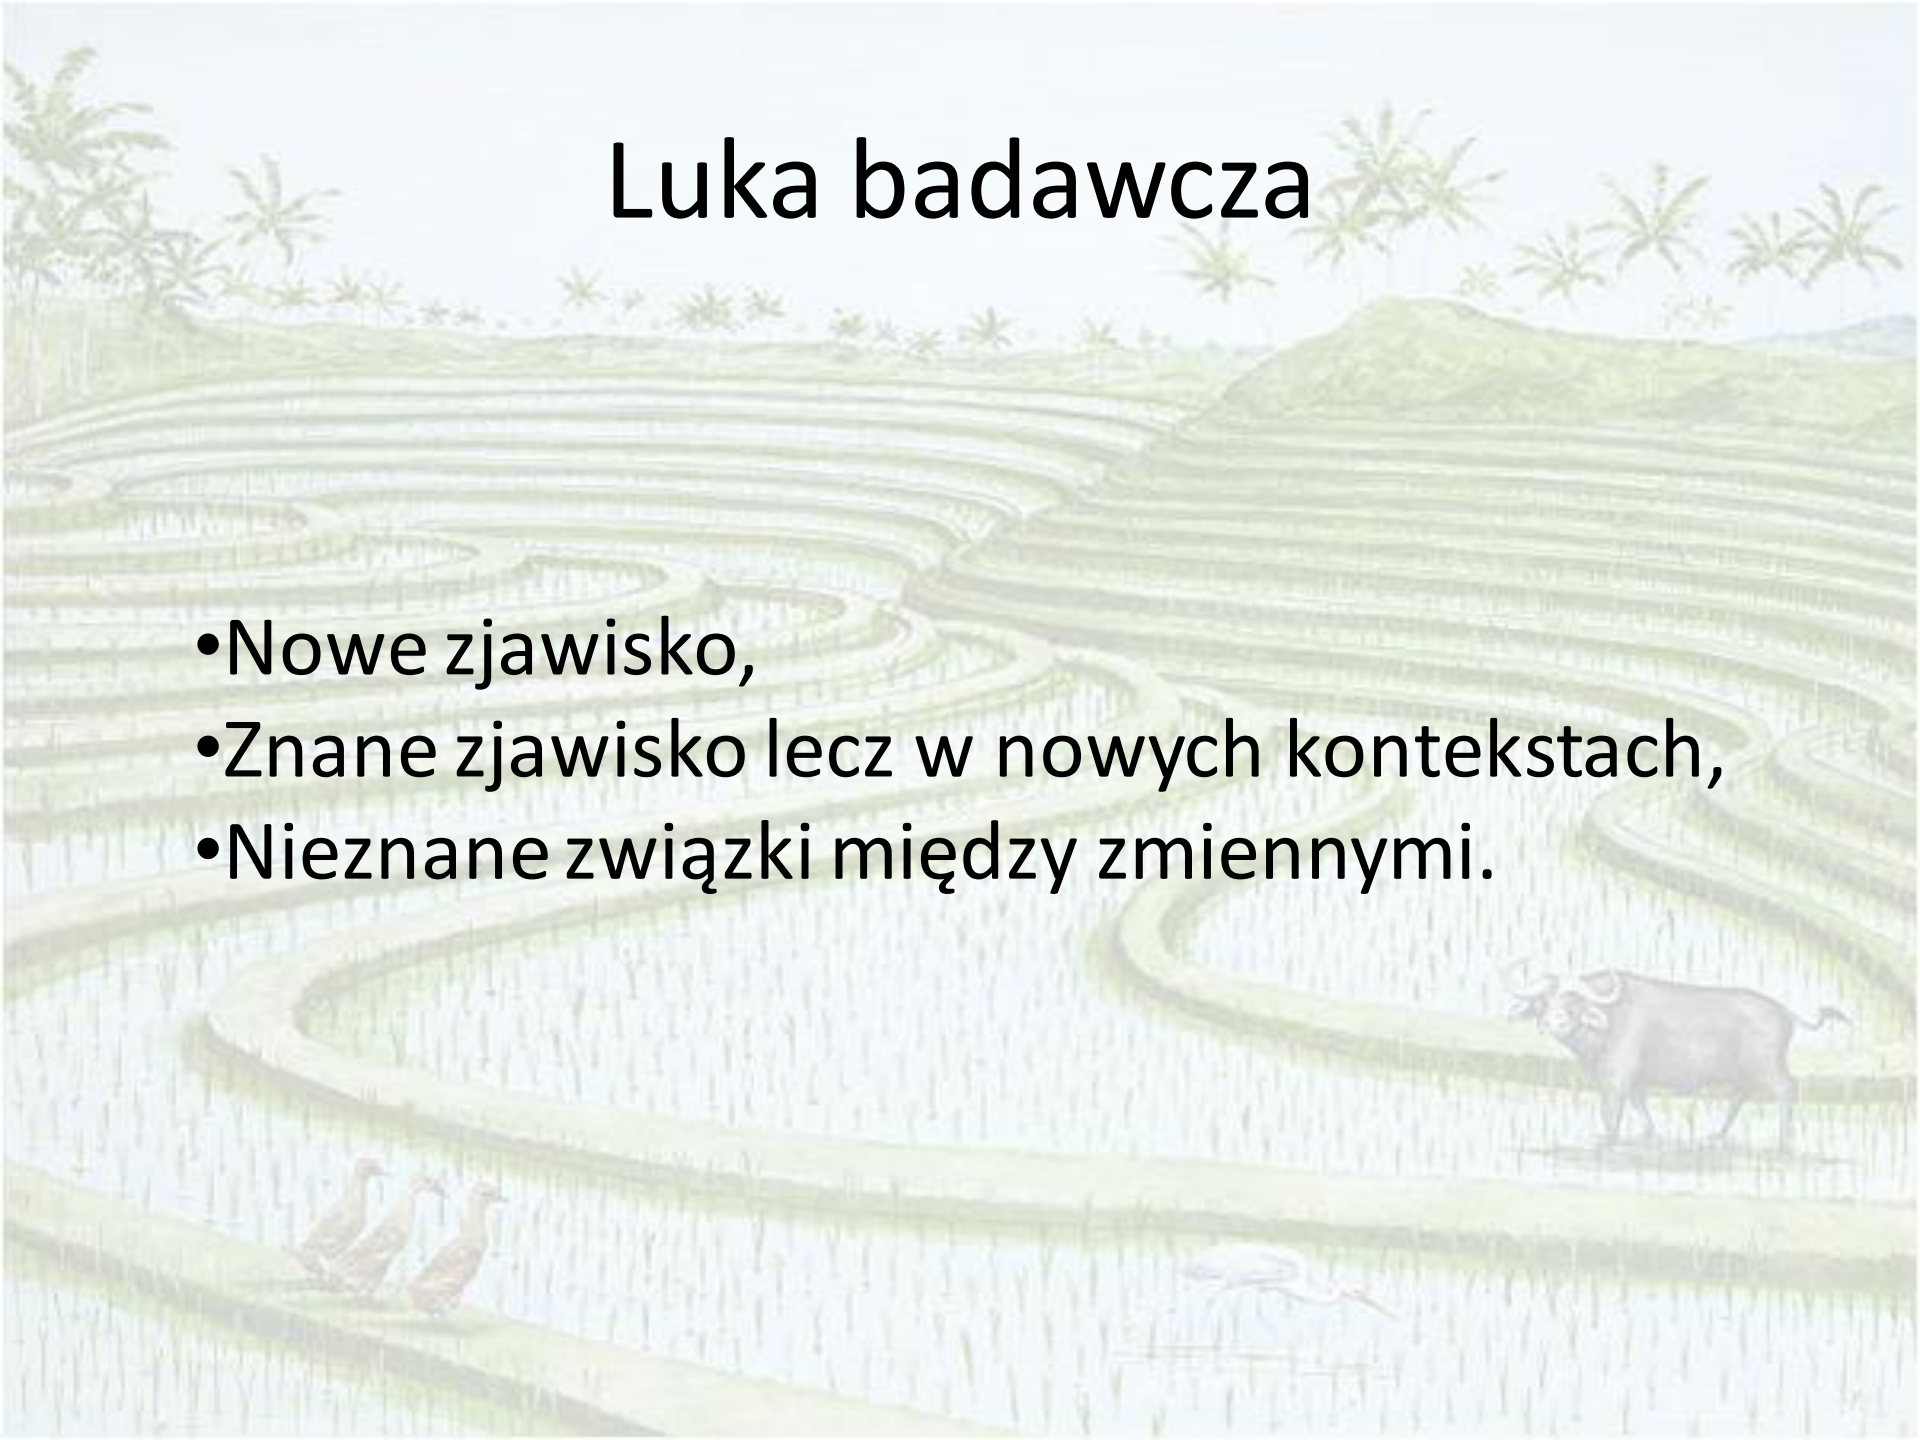 Luka badawcza
•Nowe zjawisko,
•Znane zjawisko lecz w nowych kontekstach,
•Nieznane związki między zmiennymi.